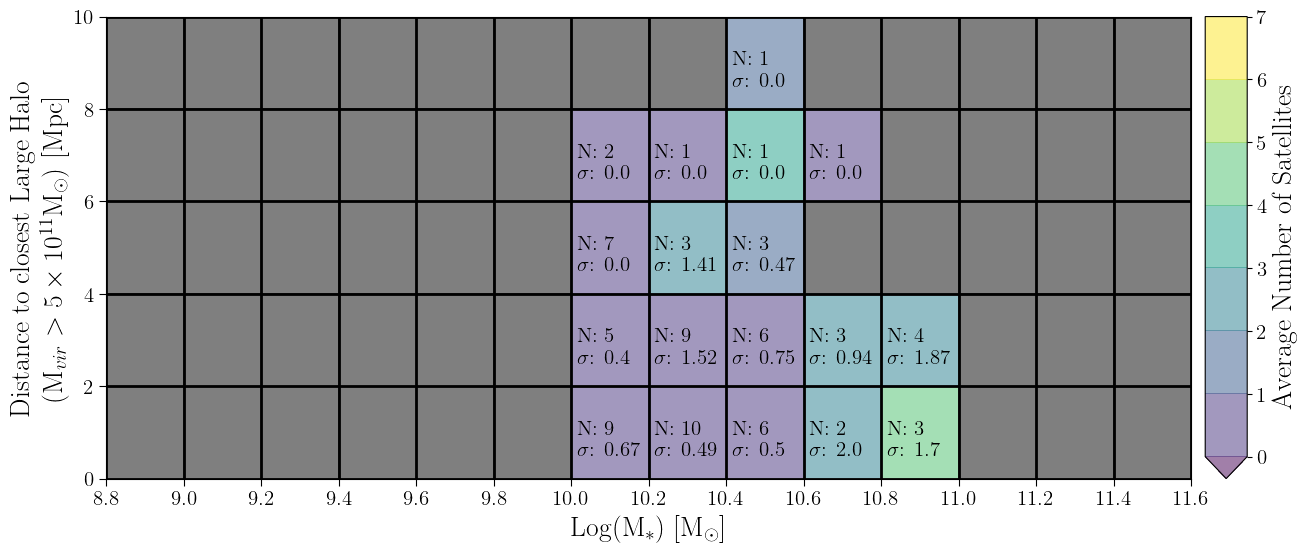 10
8
6
4
2
0
Distance to closest Large Halo
(M_{vir} > 5 × 10^{11}M_⊙) [Mpc]
N: 1
σ: 0.0
N: 2
σ: 0.0
N: 1
σ: 0.0
N: 1
σ: 0.0
N: 1
σ: 0.0
N: 7
σ: 0.0
N: 3
σ: 1.41
N: 3
σ: 0.47
N: 5
σ: 0.4
N: 9
σ: 1.52
N: 6
σ: 0.75
N: 3
σ: 0.94
N: 4
σ: 1.87
N: 9
σ: 0.67
N: 10
σ: 0.49
N: 6
σ: 0.5
N: 2
σ: 2.0
N: 3
σ: 1.7
8.8 9.0 9.2 9.4 9.6 9.8 10.0 10.2 10.4 10.6 10.8 11.0 11.2 11.4 11.6
Log(M_*) [M_⊙]
7
6
5
4
3
2
1
0
Average Number of Satellites